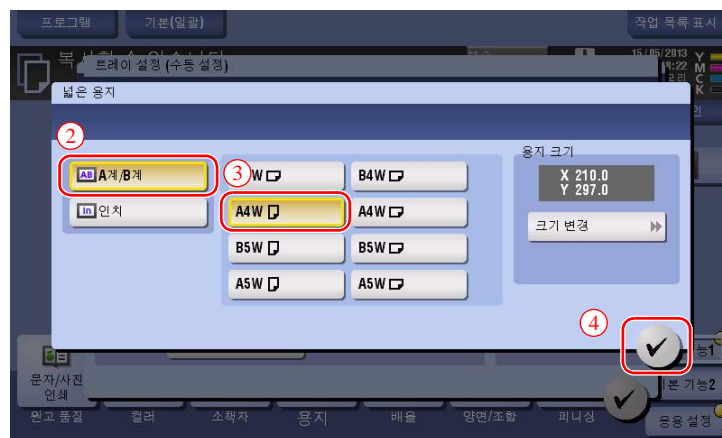 프로그램
기본(일괄)
작업 목록 표시
15/05/2013
트레이 설정 (수동 설정)
Y
M
C
K
넓은 용지
②
③
용지 크기
AB A계/B계
W
B4W
X 210.0
Y 297.0
In 인치
A4W
A4W
크기 변경
B5W
B5W
A5W
A5W
④
능1
문자/사진
인쇄
본 기능2
원고 품질
컬러
소책자
용지
배율
양면/조합
피니싱
응용 설정